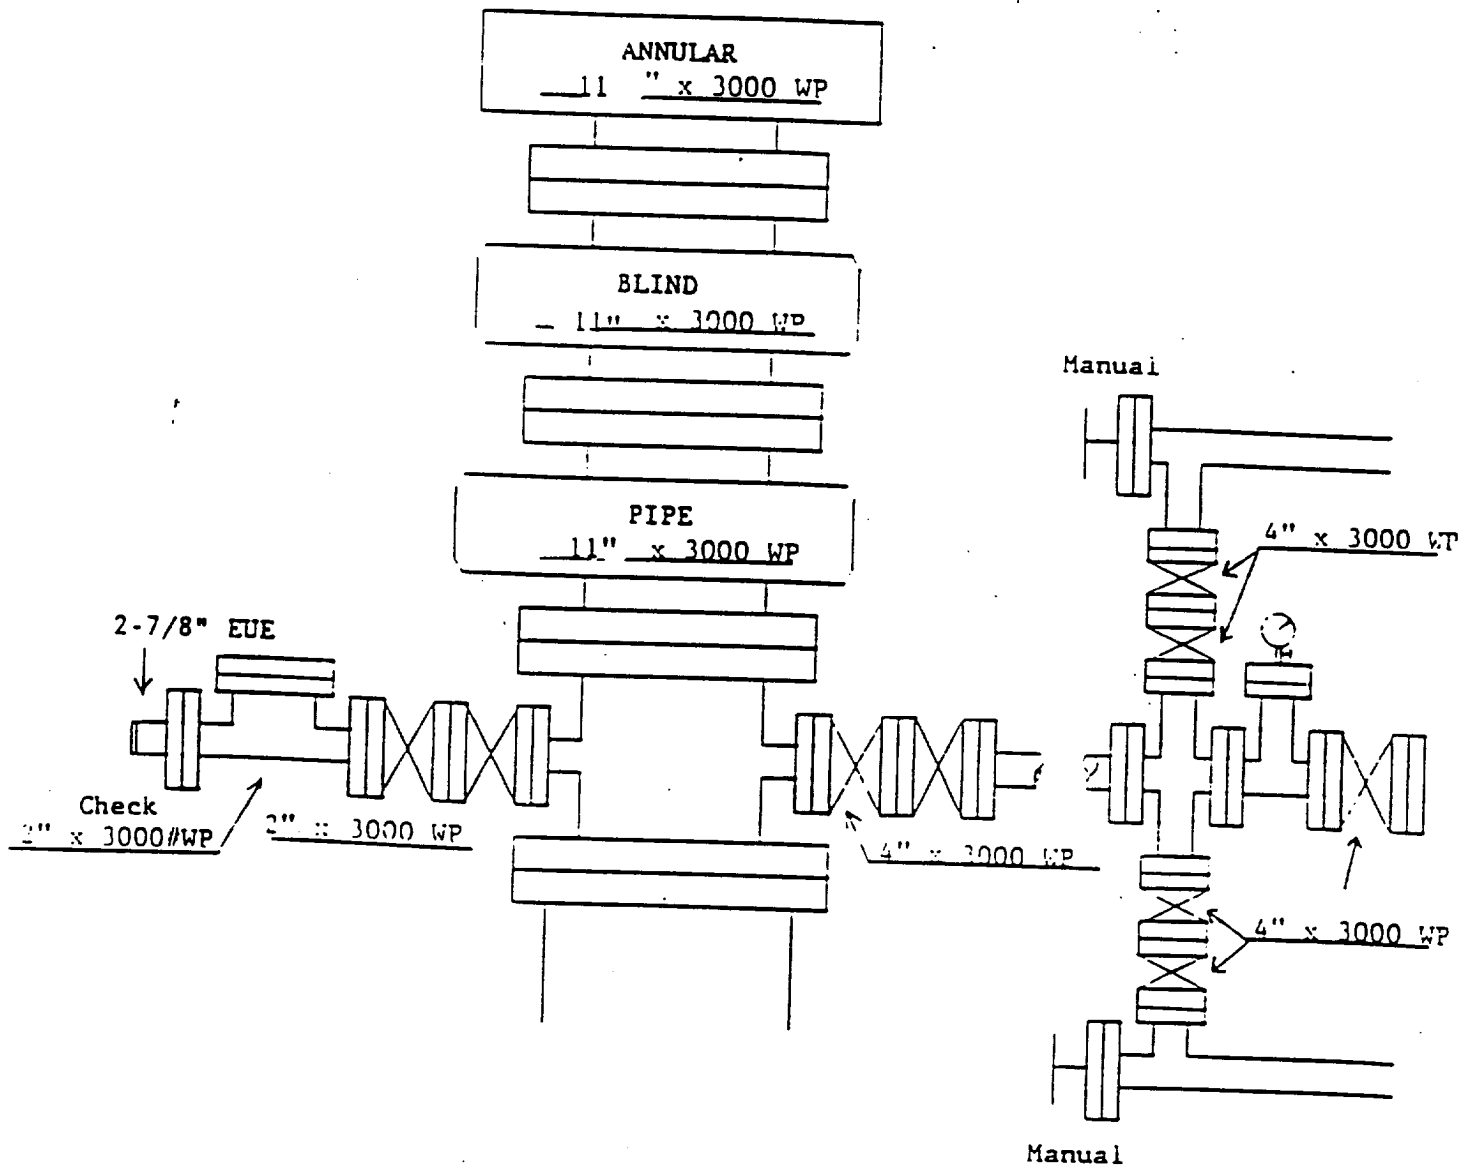 ANNULAR
11 " x 3000 WP
BLIND
11" x 3000 WP
Manual
PIPE
11" x 3000 WP
4" x 3000 WP
2-7/8" EUE
Check
2" x 3000#WP
2" x 3000 WP
4" x 3000 WP
4" x 3000 WP
Manual